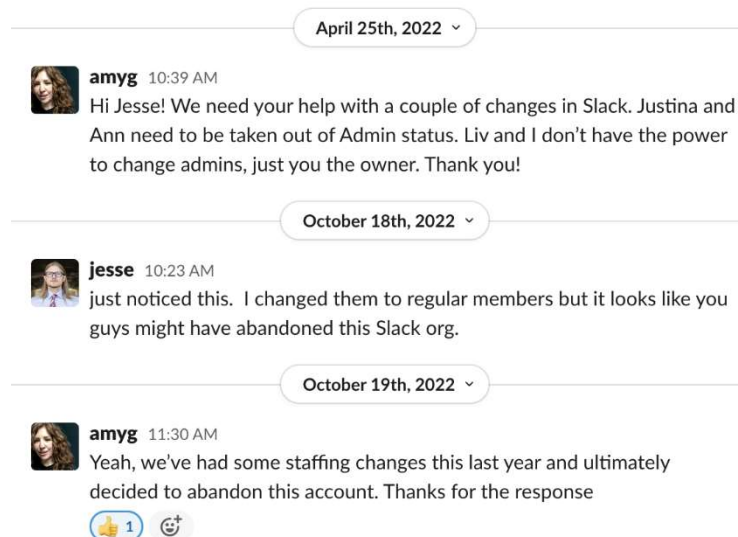 April 25th, 2022
amyg 10:39 AM
Hi Jesse! We need your help with a couple of changes in Slack. Justina and
Ann need to be taken out of Admin status. Liv and I don’t have the power
to change admins, just you the owner. Thank you!
October 18th, 2022
jesse 10:23 AM
just noticed this.  I changed them to regular members but it looks like you
guys might have abandoned this Slack org.
October 19th, 2022
amyg 11:30 AM
Yeah, we’ve had some staffing changes this last year and ultimately
decided to abandon this account. Thanks for the response
1